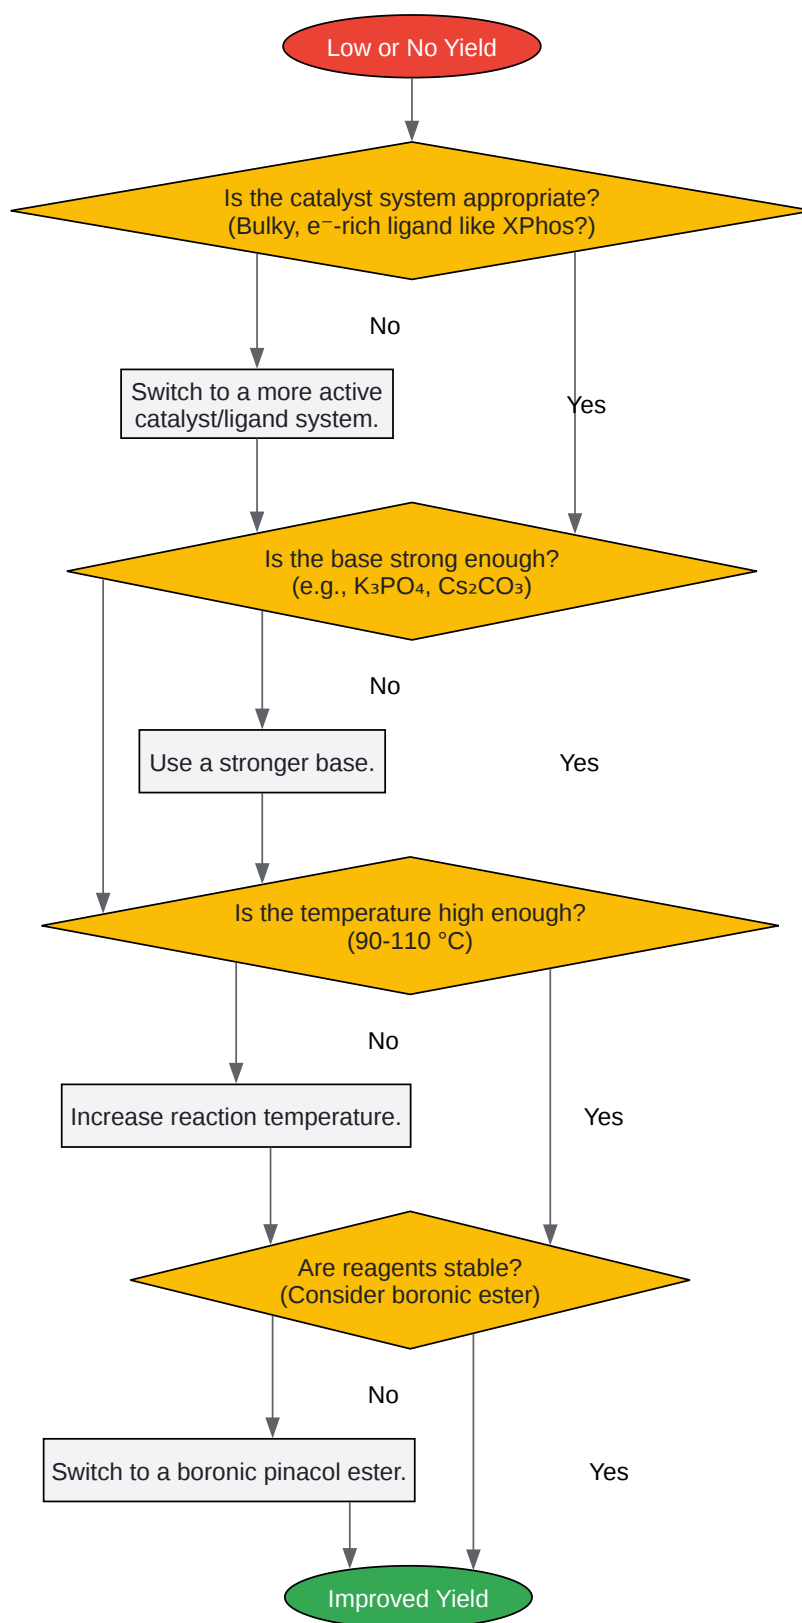 Low or No Yield
Is the catalyst system appropriate?
(Bulky, e⁻-rich ligand like XPhos?)
No
Switch to a more active
catalyst/ligand system.
Yes
Is the base strong enough?
(e.g., K₃PO₄, Cs₂CO₃)
No
Use a stronger base.
Yes
Is the temperature high enough?
(90-110 °C)
No
Increase reaction temperature.
Yes
Are reagents stable?
(Consider boronic ester)
No
Switch to a boronic pinacol ester.
Yes
Improved Yield